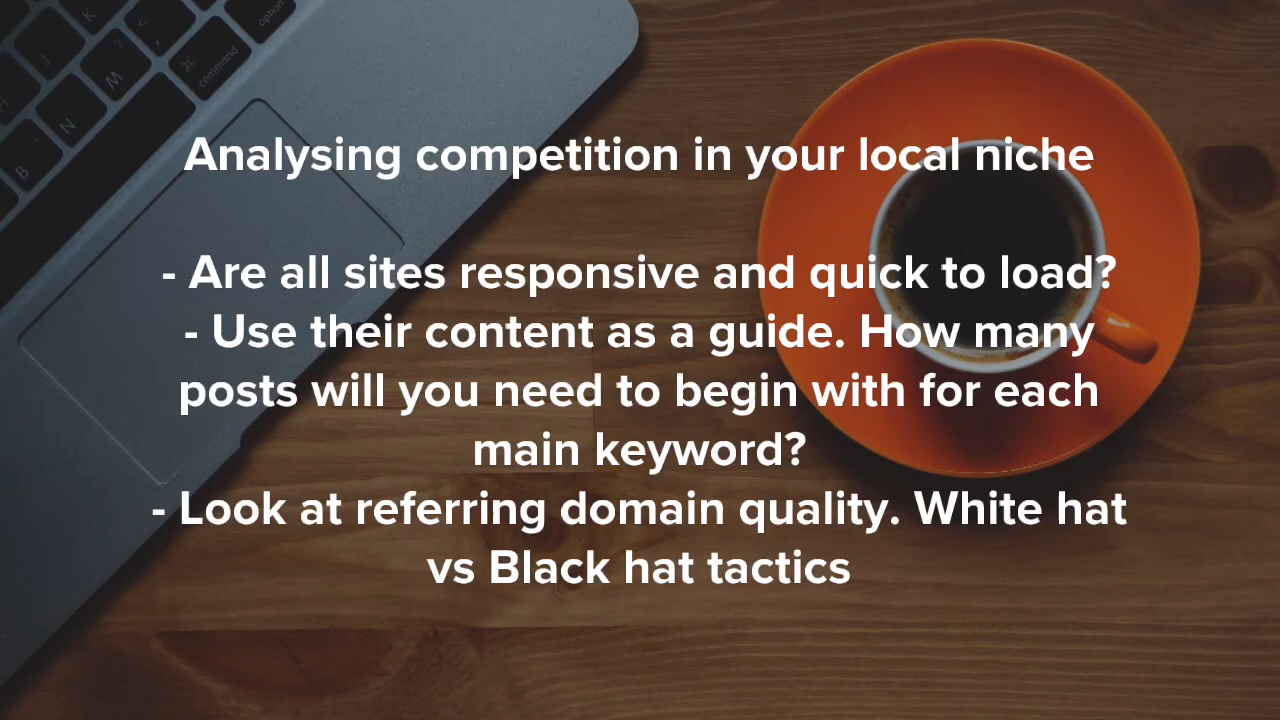 option
K
<
J
?
⌘
command
M
N
B
Analysing competition in your local niche
- Are all sites responsive and quick to load?
- Use their content as a guide. How many
posts will you need to begin with for each
main keyword?
- Look at referring domain quality. White hat
vs Black hat tactics